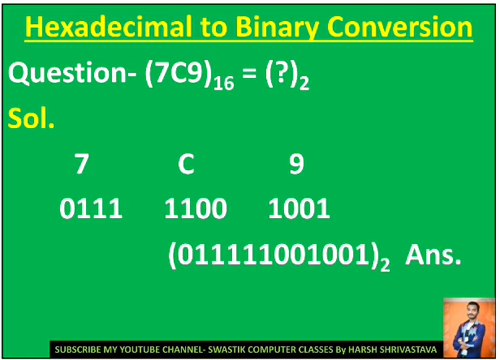 Hexadecimal to Binary Conversion
Question- (7C9)₁₆ = (?)₂
Sol.
7 C 9
0111 1100 1001
(011111001001)₂ Ans.
SUBSCRIBE MY YOUTUBE CHANNEL- SWASTIK COMPUTER CLASSES By HARSH SHRIVASTAVA